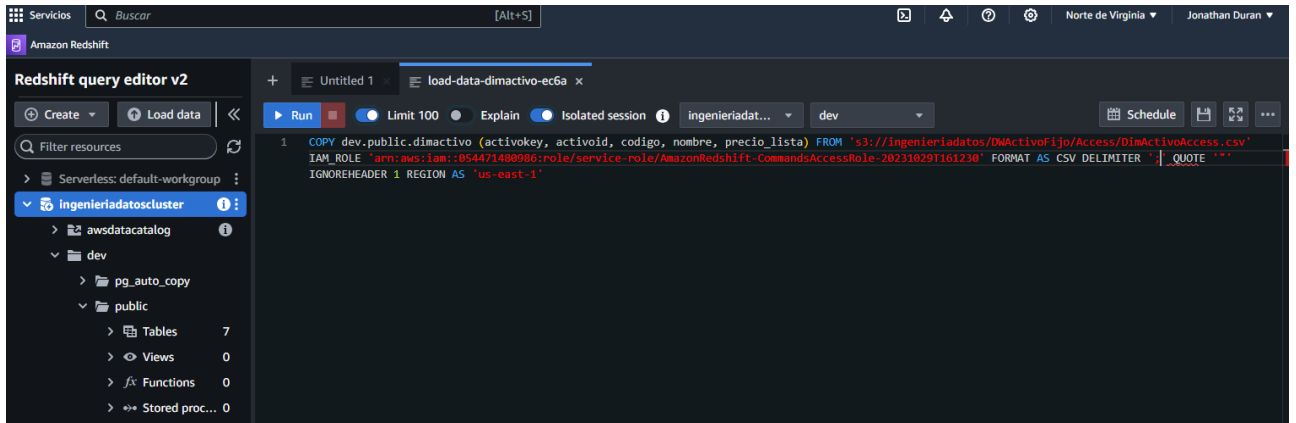 Servicios
Buscar
[Alt+S]
Norte de Virginia
Jonathan Duran
Amazon Redshift
Redshift query editor v2
Untitled 1
load-data-dimactivo-ec6a
Create
Load data
Run
Limit 100
Explain
Isolated session
ingenieriadat...
dev
Schedule
Filter resources
Serverless: default-workgroup
ingenieriadatoscluster
awsdatacatalog
dev
pg_auto_copy
public
Tables 7
Views 0
fx Functions 0
Stored proc... 0
1 COPY dev.public.dimactivo (activokey, activoid, codigo, nombre, precio_lista) FROM 's3://ingenieriadatos/DWActivoFijo/Access/DimActivoAccess.csv'
IAM_ROLE 'arn:aws:iam::054471480986:role/service-role/AmazonRedshift-CommandsAccessRole-20231029T161230' FORMAT AS CSV DELIMITER ';' QUOTE '"'
IGNOREHEADER 1 REGION AS 'us-east-1'